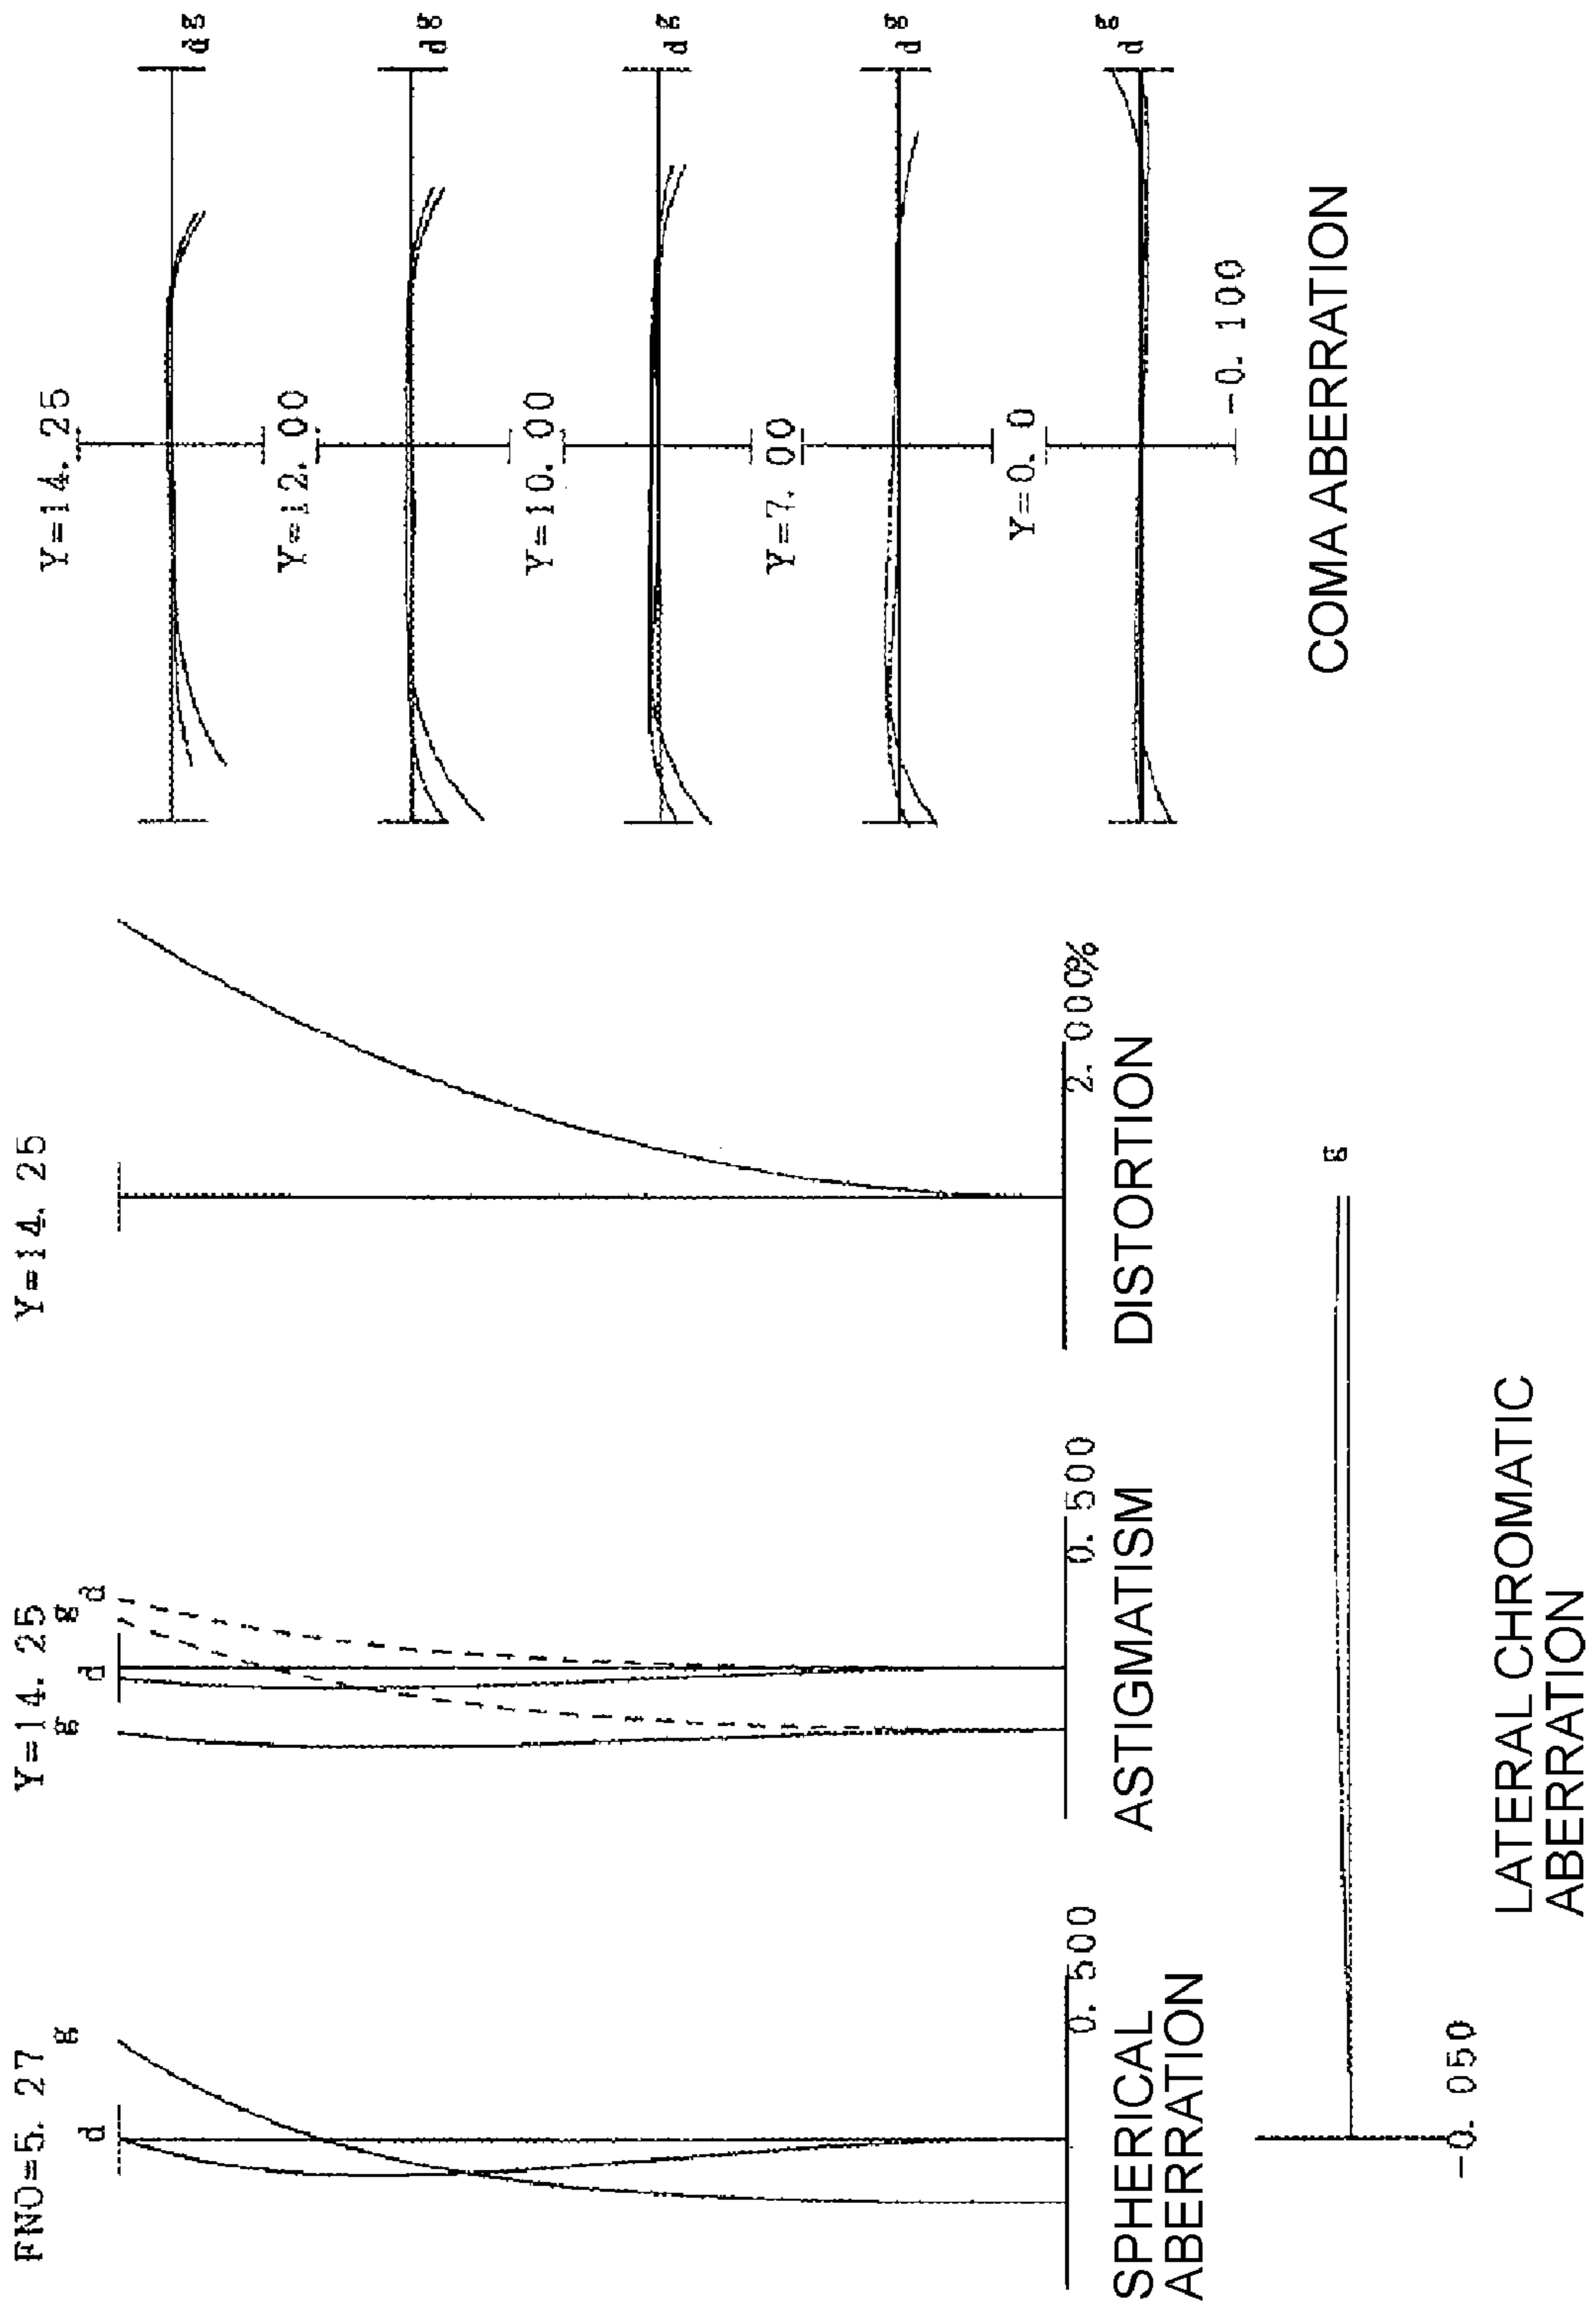 FNO=5. 27
d
g
0. 500
SPHERICAL
ABERRATION
Y=14. 25
g
d
g
d
0. 500
ASTIGMATISM
Y=14. 25
2. 000%
DISTORTION
Y=14. 25
d
g
Y=12. 00
d
g
Y=10. 00
d
g
Y=7. 00
d
g
Y=0. 0
d
g
-0. 100
COMA ABERRATION
g
-0. 050
LATERAL CHROMATIC
ABERRATION